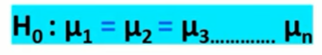 H₀ : μ₁ = μ₂ = μ₃............. μₙ